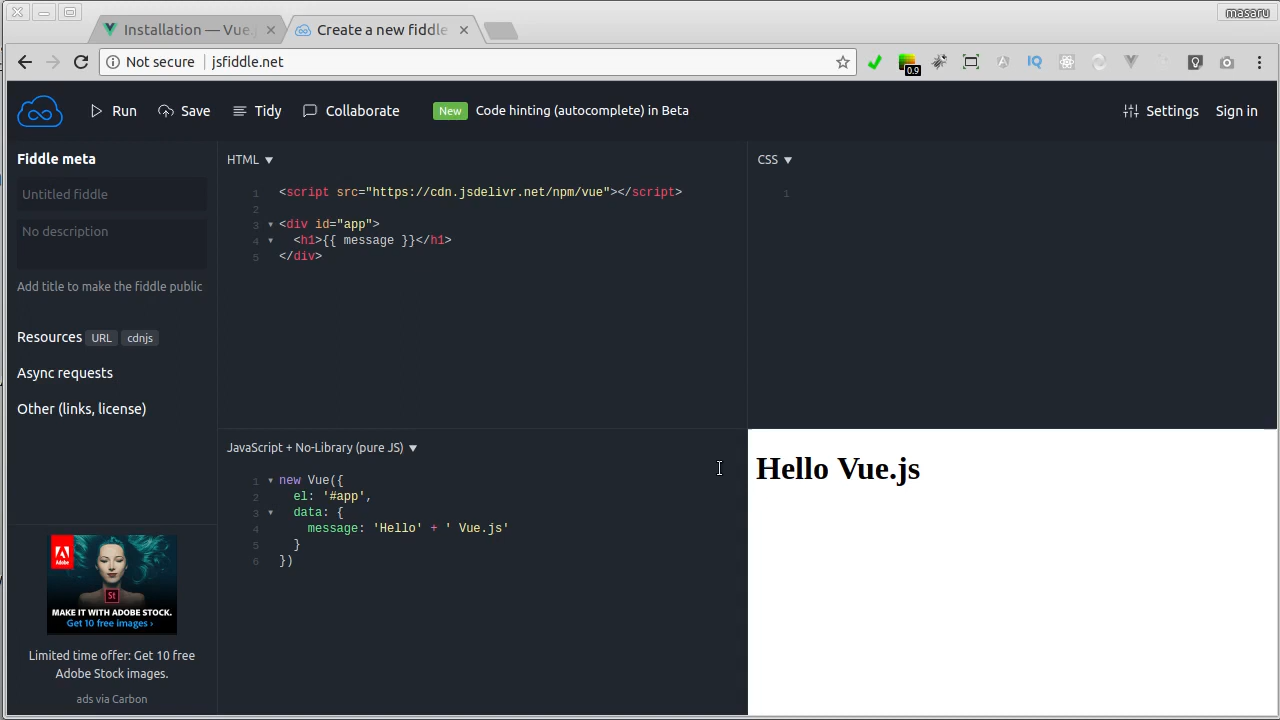 masaru
Installation — Vue.j
Create a new fiddle
Not secure jsfiddle.net
0.9
IQ
Run Save Tidy Collaborate New Code hinting (autocomplete) in Beta Settings Sign in
Fiddle meta
Untitled fiddle
No description
Add title to make the fiddle public
Resources URL cdnjs
Async requests
Other (links, license)
St
MAKE IT WITH ADOBE STOCK.
Get 10 free images ›
Limited time offer: Get 10 free
Adobe Stock images.
ads via Carbon
HTML ▼
1 <script src="https://cdn.jsdelivr.net/npm/vue"></script>
2
3 <div id="app">
4 <h1>{{ message }}</h1>
5 </div>
CSS ▼
1
JavaScript + No-Library (pure JS) ▼
1 new Vue({
2 el: '#app',
3 data: {
4 message: 'Hello' + ' Vue.js'
5 }
6 })
Hello Vue.js